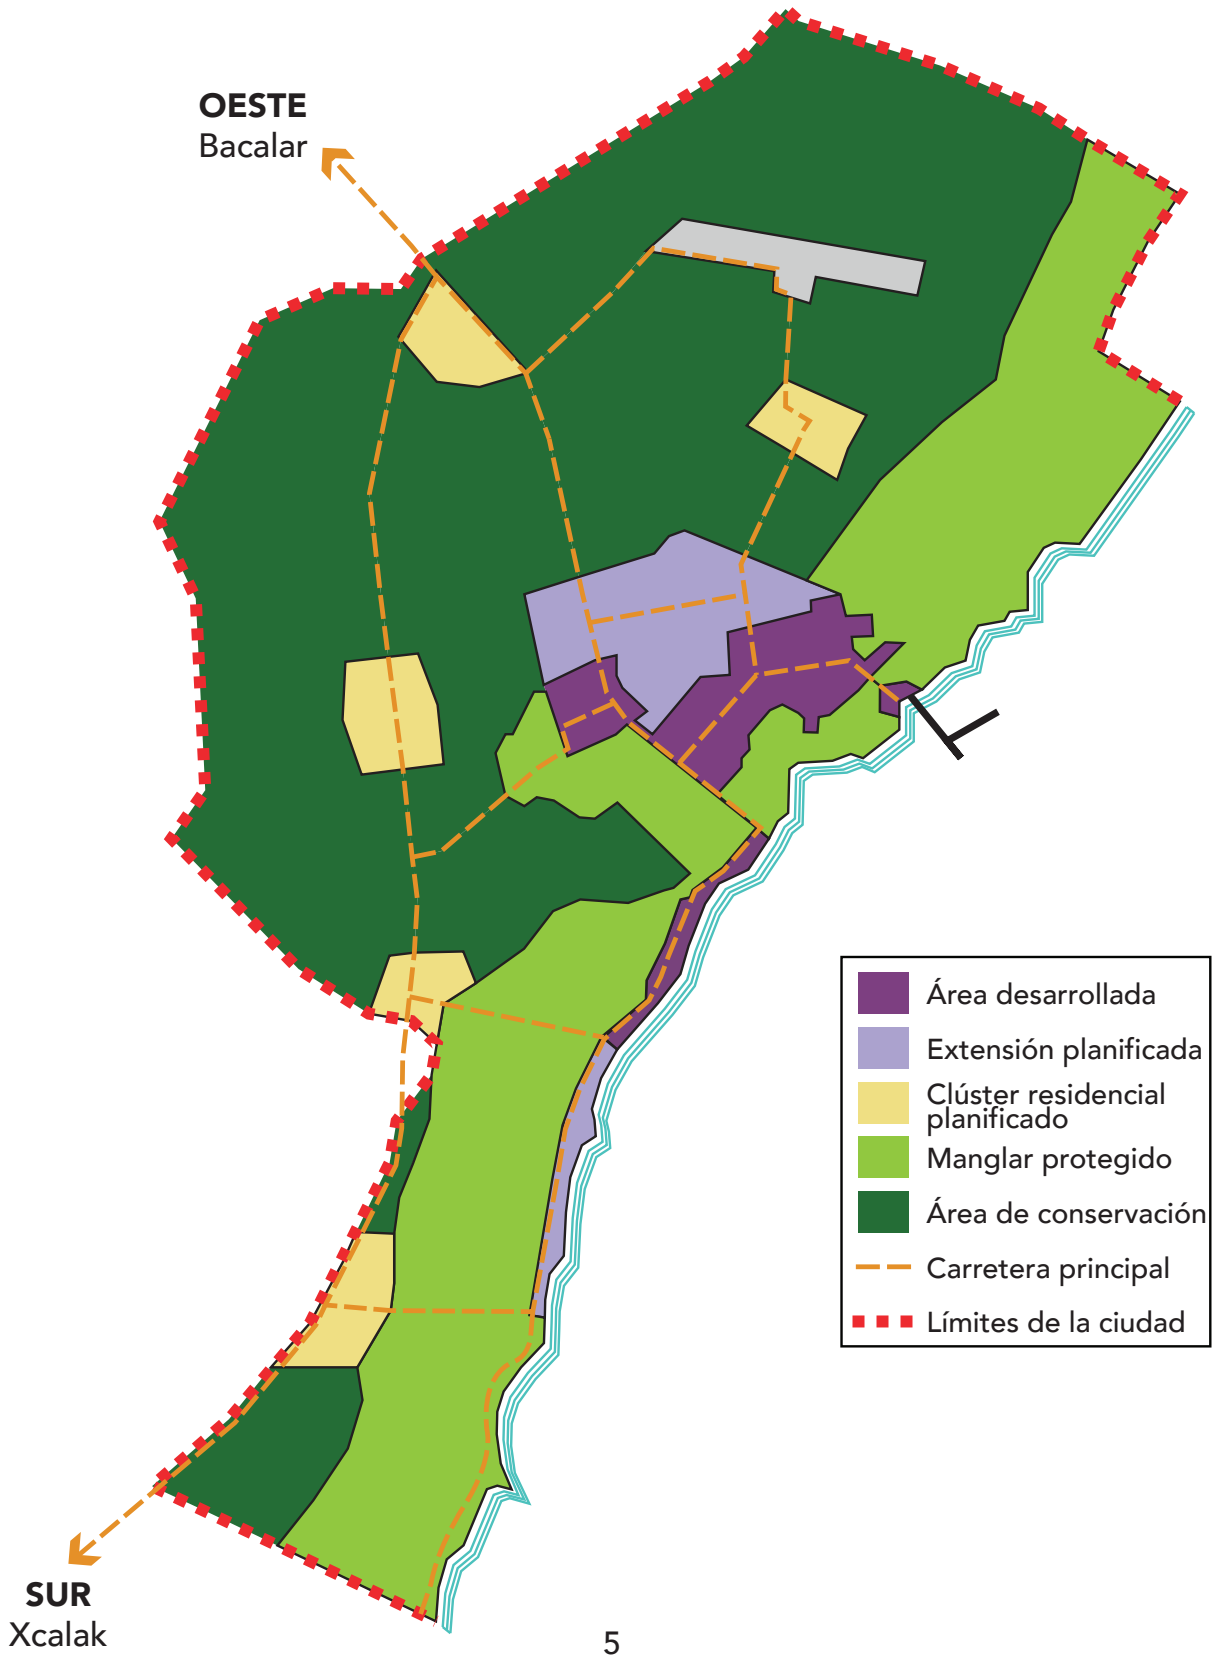 OESTE
Bacalar
Área desarrollada
Extensión planificada
Clúster residencial
planificado
Manglar protegido
Área de conservación
Carretera principal
Límites de la ciudad
SUR
Xcalak
5